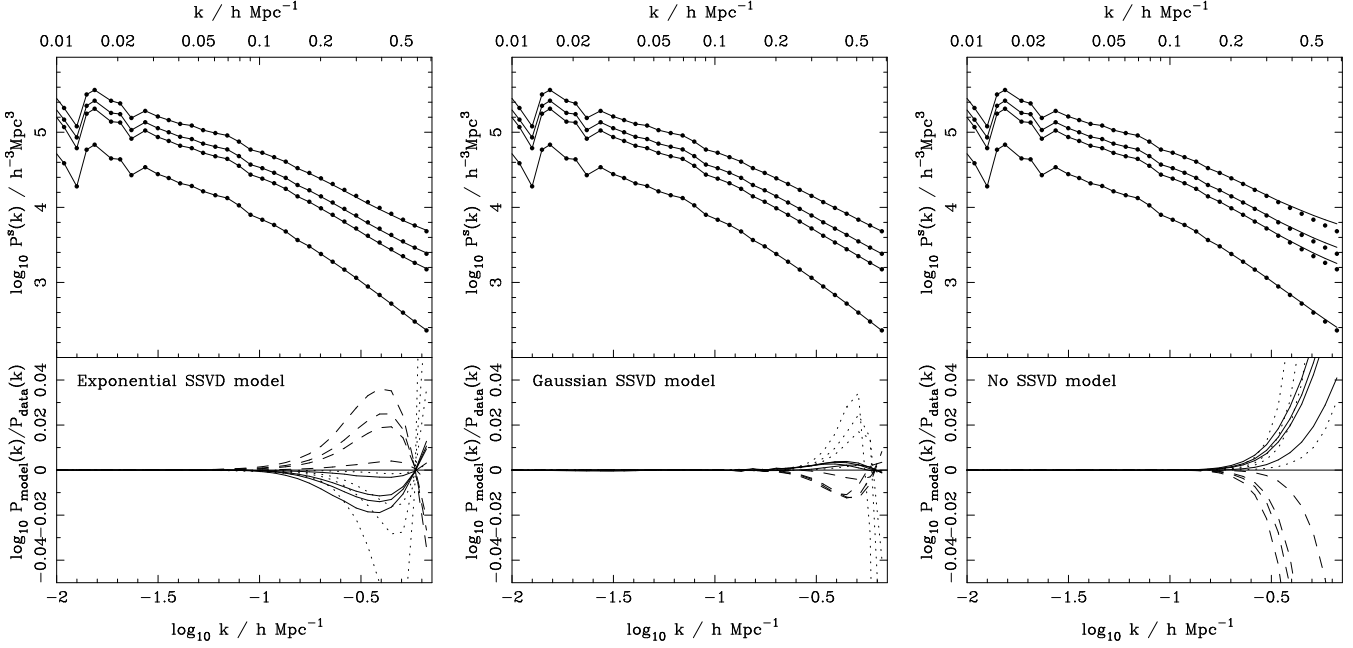 k / h Mpc⁻¹
0.01 0.02 0.05 0.1 0.2 0.5
log₁₀ Pˢ(k) / h⁻³Mpc³
5
4
3
Exponential SSVD model
log₁₀ P_model(k)/P_data(k)
0.04
0.02
0
−0.02
−0.04
−2 −1.5 −1 −0.5
log₁₀ k / h Mpc⁻¹
k / h Mpc⁻¹
0.01 0.02 0.05 0.1 0.2 0.5
log₁₀ Pˢ(k) / h⁻³Mpc³
5
4
3
Gaussian SSVD model
log₁₀ P_model(k)/P_data(k)
0.04
0.02
0
−0.02
−0.04
−2 −1.5 −1 −0.5
log₁₀ k / h Mpc⁻¹
k / h Mpc⁻¹
0.01 0.02 0.05 0.1 0.2 0.5
log₁₀ Pˢ(k) / h⁻³Mpc³
5
4
3
No SSVD model
log₁₀ P_model(k)/P_data(k)
0.04
0.02
0
−0.02
−0.04
−2 −1.5 −1 −0.5
log₁₀ k / h Mpc⁻¹